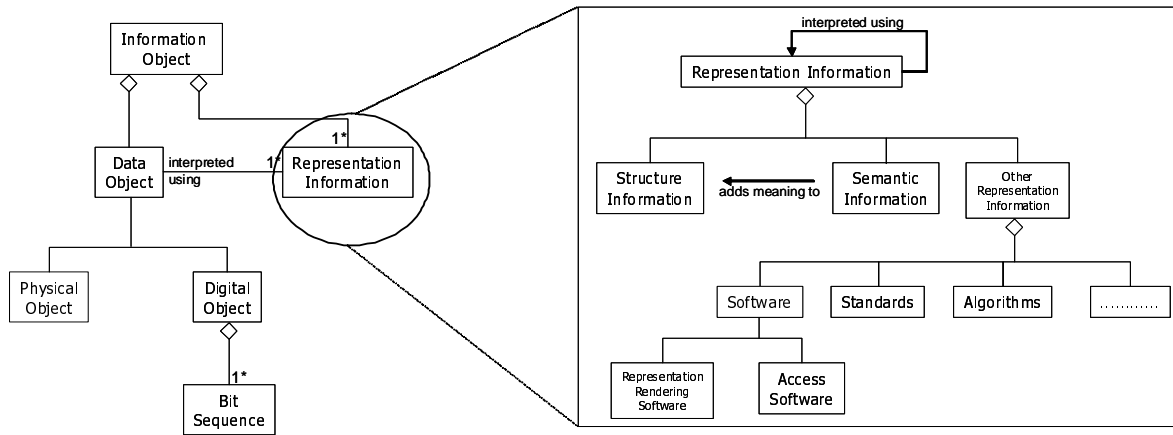 Information
Object
1*
Data
Object
interpreted
using
1*
Representation
Information
Physical
Object
Digital
Object
1*
Bit
Sequence
interpreted using
Representation Information
Structure
Information
adds meaning to
Semantic
Information
Other
Representation
Information
Software
Standards
Algorithms
............
Representation
Rendering
Software
Access
Software